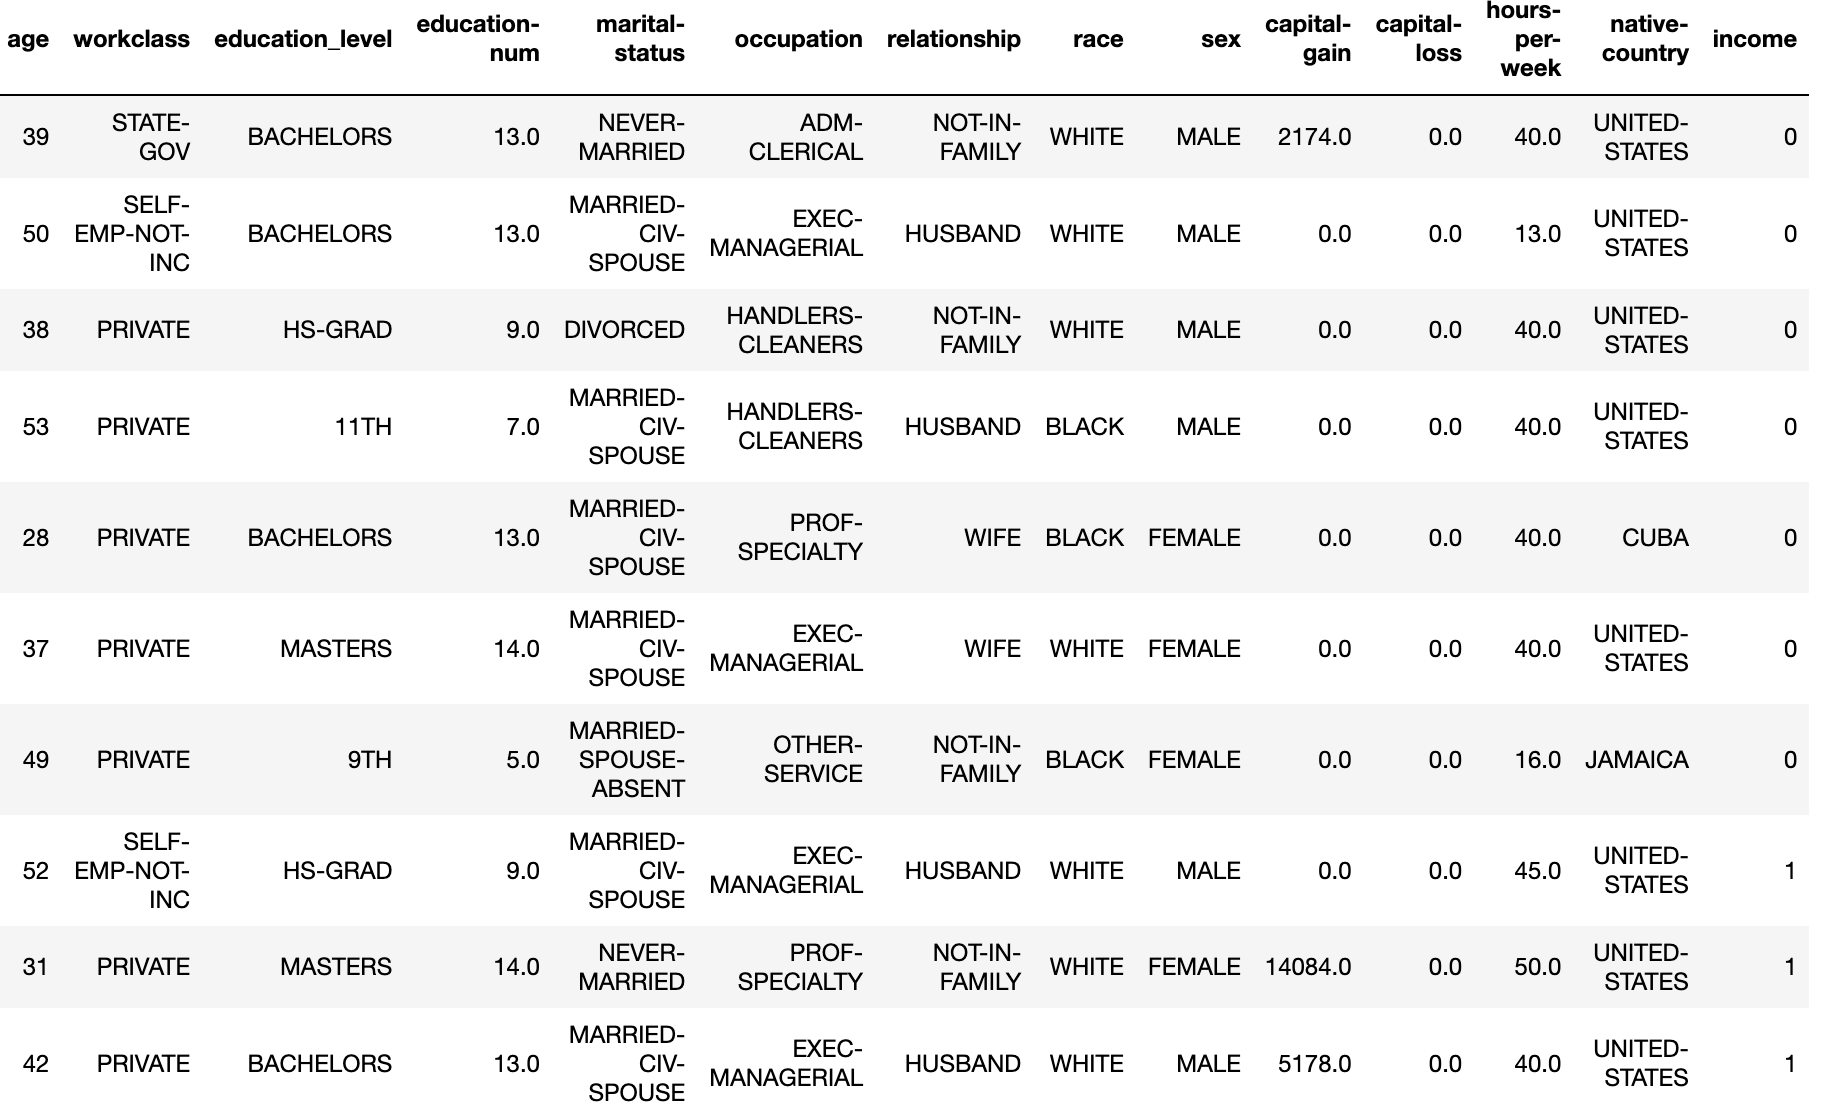 age workclass education_level education-num marital-status occupation relationship race sex capital-gain capital-loss hours-per-week native-country income
39 STATE-GOV BACHELORS 13.0 NEVER-MARRIED ADM-CLERICAL NOT-IN-FAMILY WHITE MALE 2174.0 0.0 40.0 UNITED-STATES 0
50 SELF-EMP-NOT-INC BACHELORS 13.0 MARRIED-CIV-SPOUSE EXEC-MANAGERIAL HUSBAND WHITE MALE 0.0 0.0 13.0 UNITED-STATES 0
38 PRIVATE HS-GRAD 9.0 DIVORCED HANDLERS-CLEANERS NOT-IN-FAMILY WHITE MALE 0.0 0.0 40.0 UNITED-STATES 0
53 PRIVATE 11TH 7.0 MARRIED-CIV-SPOUSE HANDLERS-CLEANERS HUSBAND BLACK MALE 0.0 0.0 40.0 UNITED-STATES 0
28 PRIVATE BACHELORS 13.0 MARRIED-CIV-SPOUSE PROF-SPECIALTY WIFE BLACK FEMALE 0.0 0.0 40.0 CUBA 0
37 PRIVATE MASTERS 14.0 MARRIED-CIV-SPOUSE EXEC-MANAGERIAL WIFE WHITE FEMALE 0.0 0.0 40.0 UNITED-STATES 0
49 PRIVATE 9TH 5.0 MARRIED-SPOUSE-ABSENT OTHER-SERVICE NOT-IN-FAMILY BLACK FEMALE 0.0 0.0 16.0 JAMAICA 0
52 SELF-EMP-NOT-INC HS-GRAD 9.0 MARRIED-CIV-SPOUSE EXEC-MANAGERIAL HUSBAND WHITE MALE 0.0 0.0 45.0 UNITED-STATES 1
31 PRIVATE MASTERS 14.0 NEVER-MARRIED PROF-SPECIALTY NOT-IN-FAMILY WHITE FEMALE 14084.0 0.0 50.0 UNITED-STATES 1
42 PRIVATE BACHELORS 13.0 MARRIED-CIV-SPOUSE EXEC-MANAGERIAL HUSBAND WHITE MALE 5178.0 0.0 40.0 UNITED-STATES 1